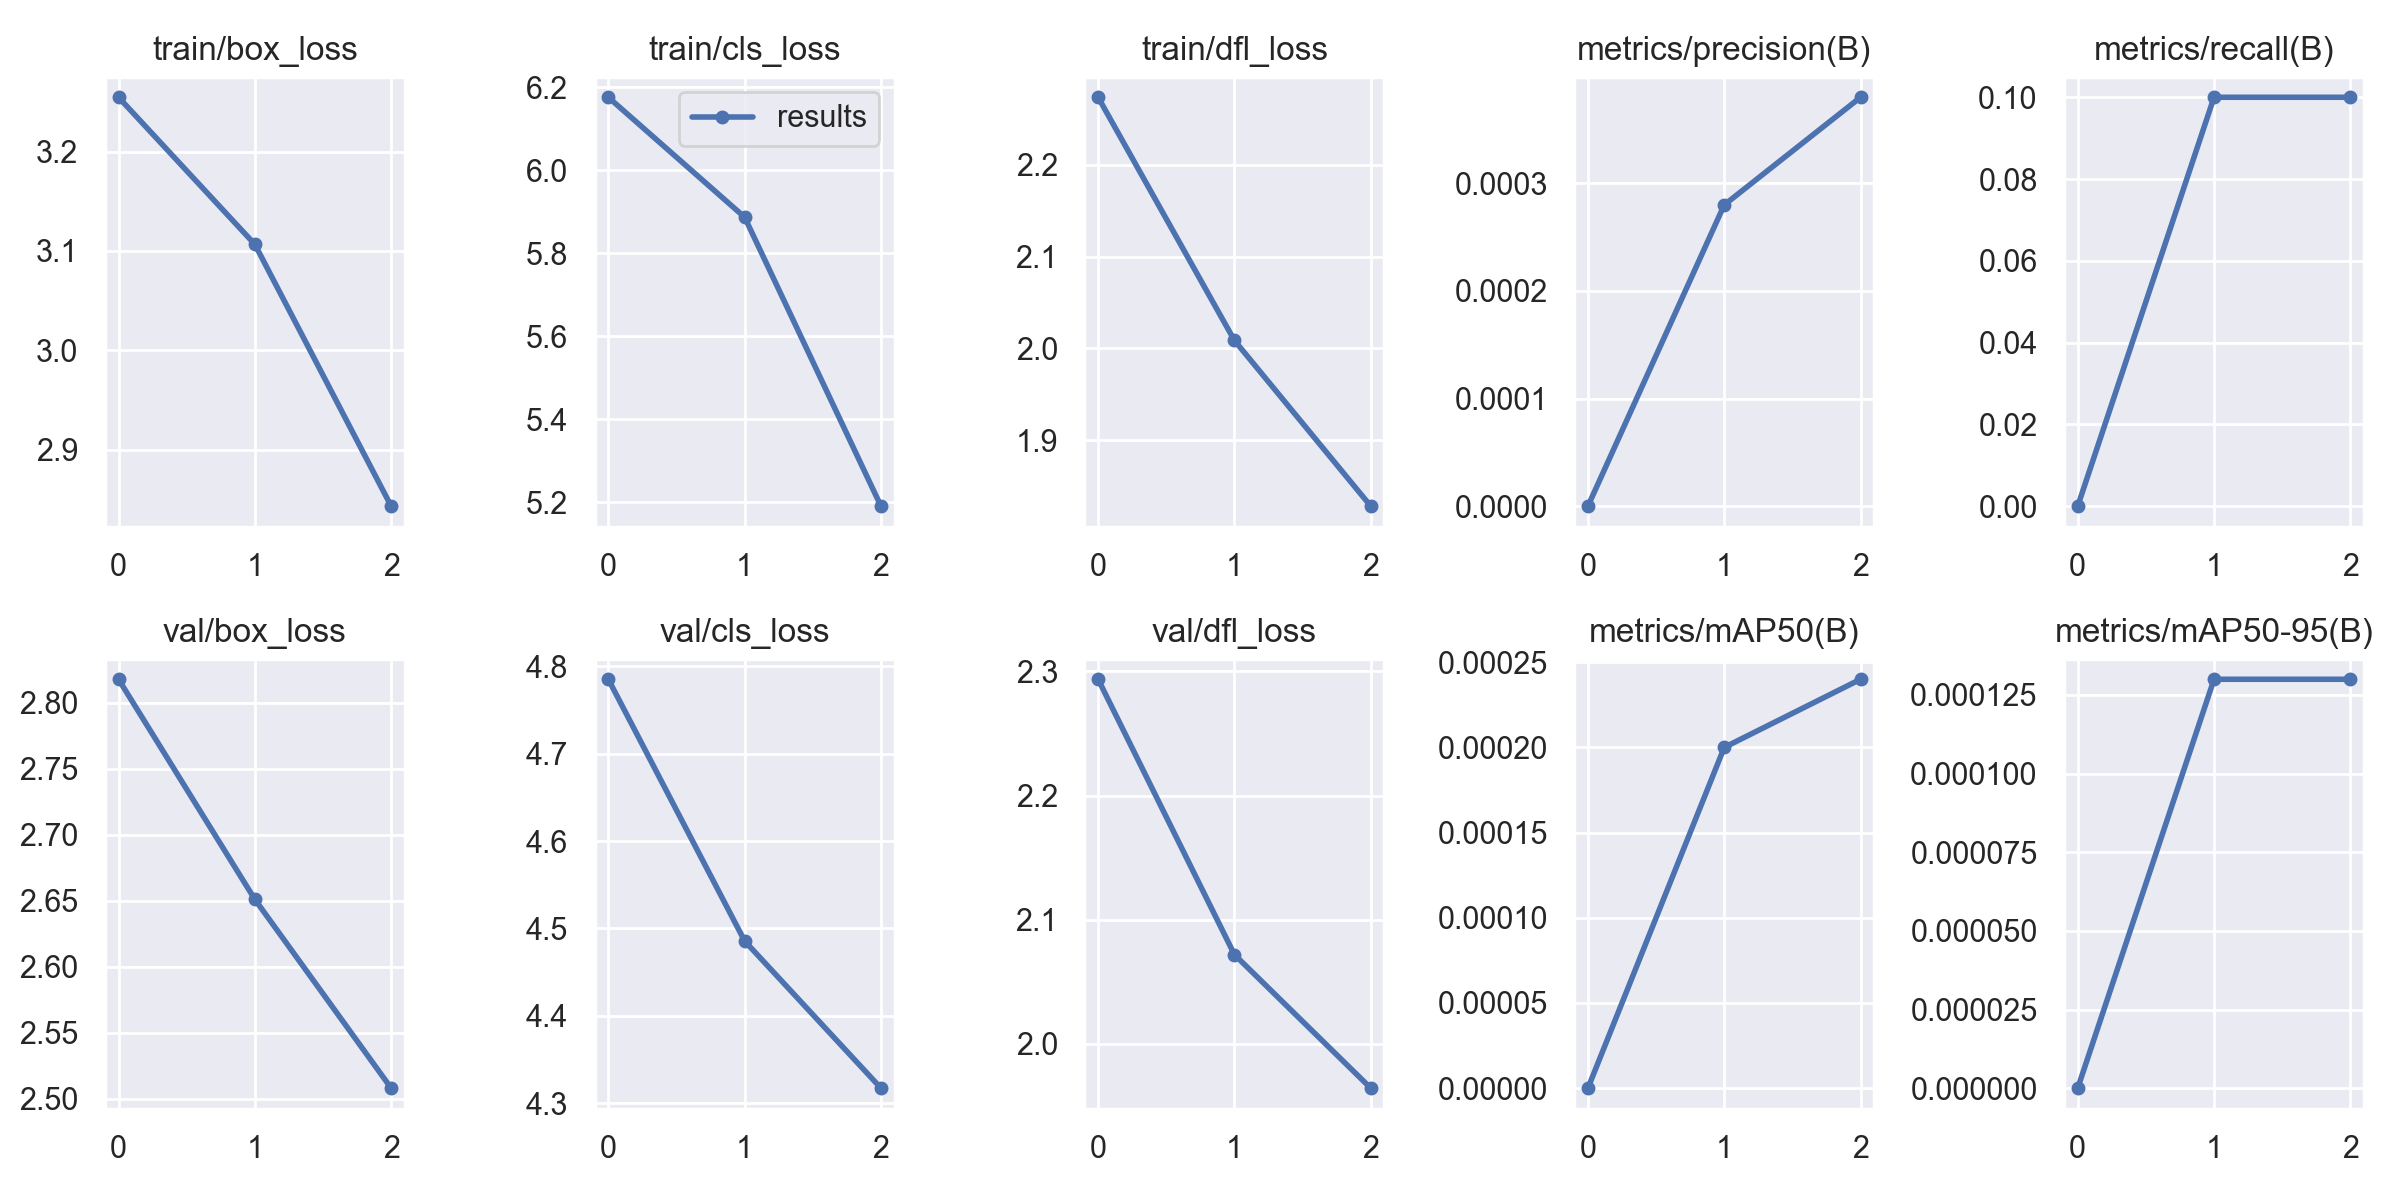 train/box_loss
3.2
3.1
3.0
2.9
0 1 2
train/cls_loss
results
6.2
6.0
5.8
5.6
5.4
5.2
0 1 2
train/dfl_loss
2.2
2.1
2.0
1.9
0 1 2
metrics/precision(B)
0.0003
0.0002
0.0001
0.0000
0 1 2
metrics/recall(B)
0.10
0.08
0.06
0.04
0.02
0.00
0 1 2
val/box_loss
2.80
2.75
2.70
2.65
2.60
2.55
2.50
0 1 2
val/cls_loss
4.8
4.7
4.6
4.5
4.4
4.3
0 1 2
val/dfl_loss
2.3
2.2
2.1
2.0
0 1 2
metrics/mAP50(B)
0.00025
0.00020
0.00015
0.00010
0.00005
0.00000
0 1 2
metrics/mAP50-95(B)
0.000125
0.000100
0.000075
0.000050
0.000025
0.000000
0 1 2